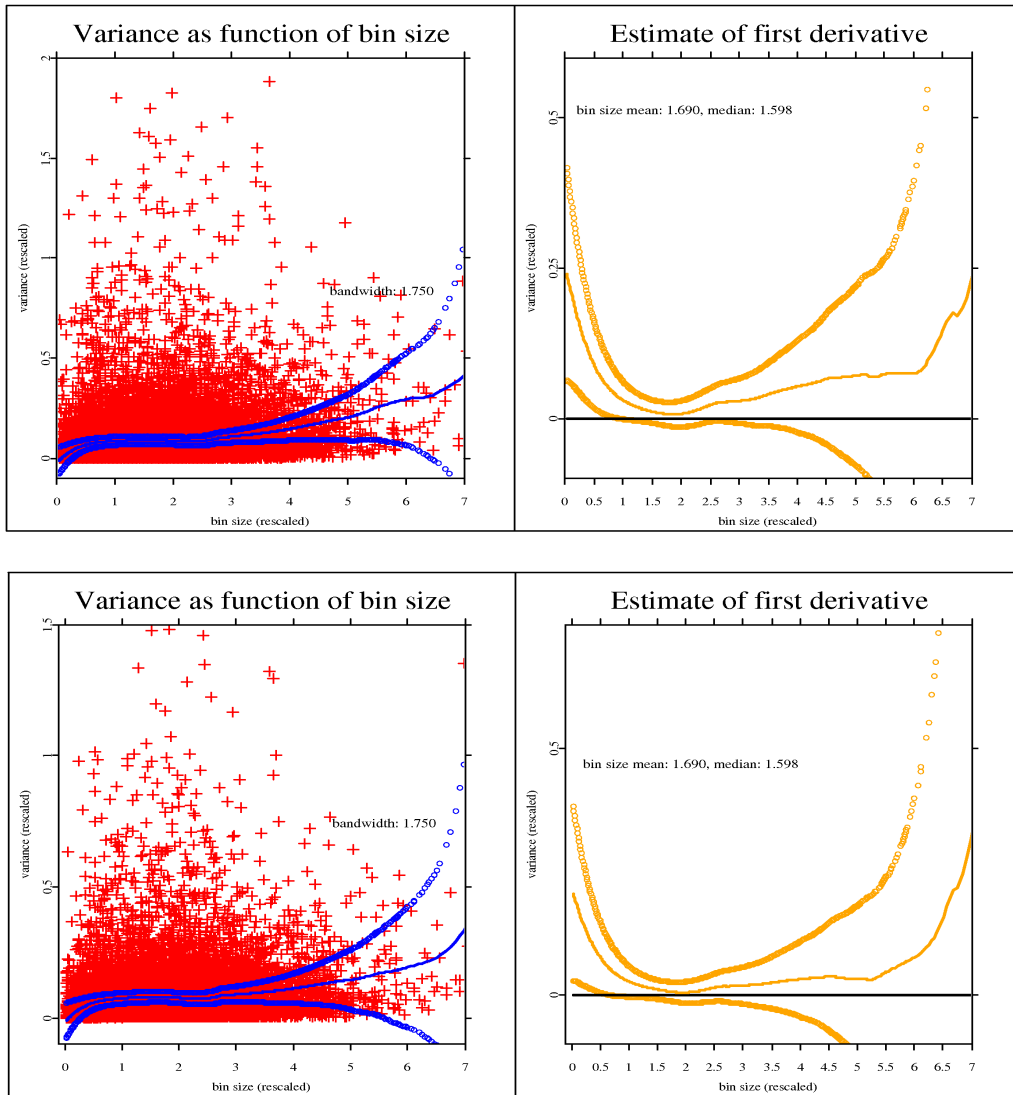 Variance as function of bin size
Estimate of first derivative
2
1.5
1
0.5
0
variance (rescaled)
bandwidth: 1.750
0 1 2 3 4 5 6 7
bin size (rescaled)
0.5
0.25
0
variance (rescaled)
bin size mean: 1.690, median: 1.598
0 0.5 1 1.5 2 2.5 3 3.5 4 4.5 5 5.5 6 6.5 7
bin size (rescaled)
Variance as function of bin size
Estimate of first derivative
1.5
1
0.5
0
variance (rescaled)
bandwidth: 1.750
0 1 2 3 4 5 6 7
bin size (rescaled)
0.5
0
variance (rescaled)
bin size mean: 1.690, median: 1.598
0 0.5 1 1.5 2 2.5 3 3.5 4 4.5 5 5.5 6 6.5 7
bin size (rescaled)